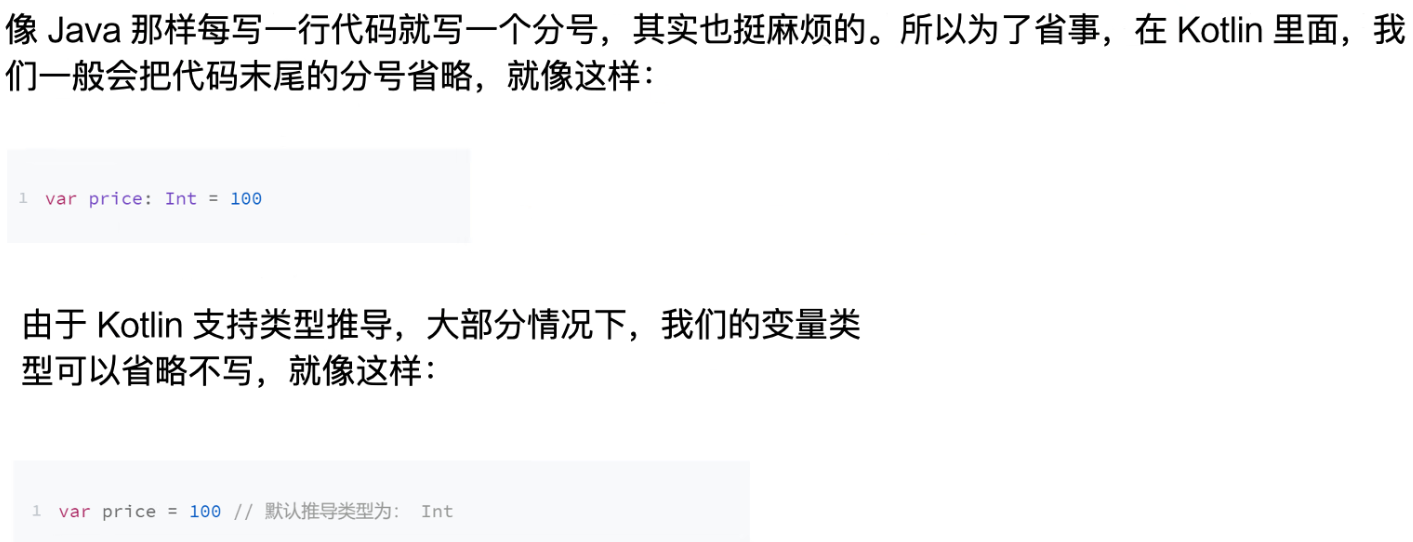 像 Java 那样每写一行代码就写一个分号，其实也挺麻烦的。所以为了省事，在 Kotlin 里面，我
们一般会把代码末尾的分号省略，就像这样：
1 var price: Int = 100
由于 Kotlin 支持类型推导，大部分情况下，我们的变量类
型可以省略不写，就像这样：
1 var price = 100 // 默认推导类型为： Int